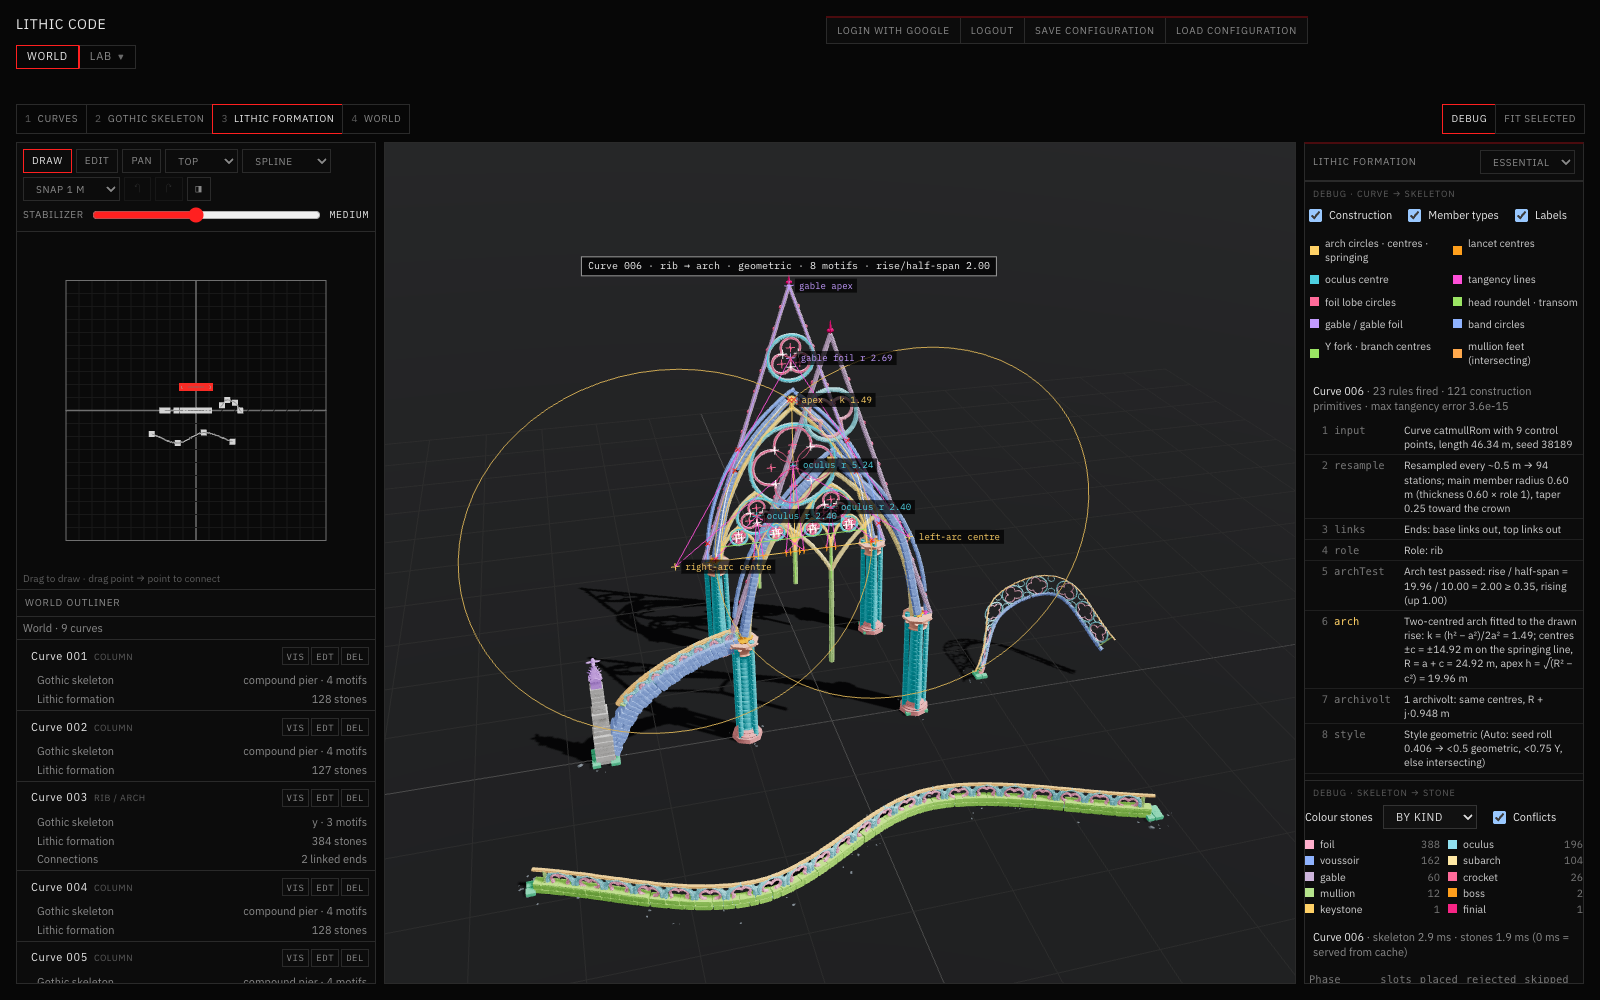 LITHIC CODE
LOGIN WITH GOOGLE
LOGOUT
SAVE CONFIGURATION
LOAD CONFIGURATION
WORLD
LAB ▾
1 CURVES
2 GOTHIC SKELETON
3 LITHIC FORMATION
4 WORLD
DEBUG
FIT SELECTED
DRAW
EDIT
PAN
TOP
SPLINE
SNAP 1 M
STABILIZER
MEDIUM
Drag to draw · drag point → point to connect
WORLD OUTLINER
World · 9 curves
Curve 001 COLUMN
VIS EDT DEL
Gothic skeleton compound pier · 4 motifs
Lithic formation 128 stones
Curve 002 COLUMN
VIS EDT DEL
Gothic skeleton compound pier · 4 motifs
Lithic formation 127 stones
Curve 003 RIB / ARCH
VIS EDT DEL
Gothic skeleton y · 3 motifs
Lithic formation 384 stones
Connections 2 linked ends
Curve 004 COLUMN
VIS EDT DEL
Gothic skeleton compound pier · 4 motifs
Lithic formation 128 stones
Curve 005 COLUMN
VIS EDT DEL
Gothic skeleton compound pier · 4 motifs
Curve 006 · rib → arch · geometric · 8 motifs · rise/half-span 2.00
gable apex
gable foil r 2.69
apex · k 1.49
oculus r 5.24
oculus r 2.40
oculus r 2.40
left-arc centre
right-arc centre
LITHIC FORMATION
ESSENTIAL
DEBUG · CURVE → SKELETON
Construction
Member types
Labels
arch circles · centres ·
springing
lancet centres
oculus centre
tangency lines
foil lobe circles
head roundel · transom
gable / gable foil
band circles
Y fork · branch centres
mullion feet
(intersecting)
Curve 006 · 23 rules fired · 121 construction
primitives · max tangency error 3.6e-15
1 input Curve catmullRom with 9 control
points, length 46.34 m, seed 38189
2 resample Resampled every ~0.5 m → 94
stations; main member radius 0.60
m (thickness 0.60 × role 1), taper
0.25 toward the crown
3 links Ends: base links out, top links out
4 role Role: rib
5 archTest Arch test passed: rise / half-span =
19.96 / 10.00 = 2.00 ≥ 0.35, rising
(up 1.00)
6 arch Two-centred arch fitted to the drawn
rise: k = (h² − a²)/2a² = 1.49; centres
±c = ±14.92 m on the springing line,
R = a + c = 24.92 m, apex h = √(R² −
c²) = 19.96 m
7 archivolt 1 archivolt: same centres, R +
j·0.948 m
8 style Style geometric (Auto: seed roll
0.406 → <0.5 geometric, <0.75 Y,
else intersecting)
DEBUG · SKELETON → STONE
Colour stones
BY KIND
Conflicts
foil 388
oculus 196
voussoir 162
subarch 104
gable 60
crocket 26
mullion 12
boss 2
keystone 1
finial 1
Curve 006 · skeleton 2.9 ms · stones 1.9 ms (0 ms =
served from cache)
Phase slots placed rejected skipped